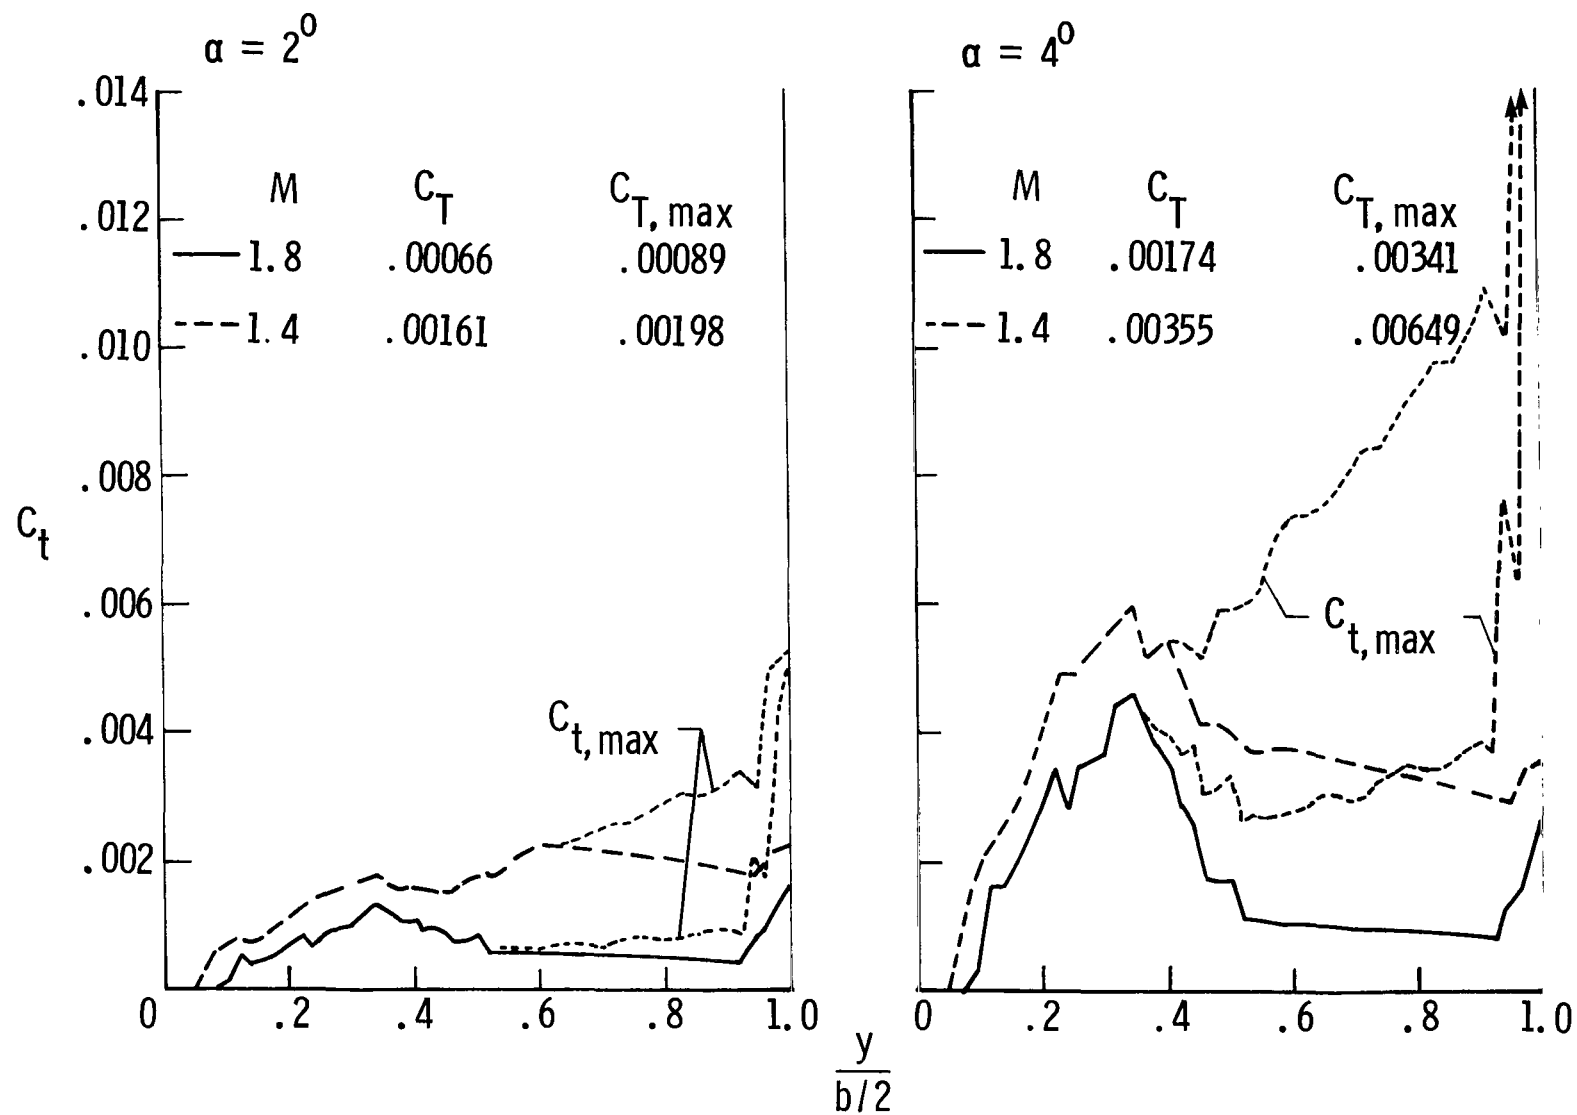 α = 2° α = 4°
.014
M C_T C_T, max M C_T C_T, max
.012
1.8 .00066 .00089 1.8 .00174 .00341
1.4 .00161 .00198 1.4 .00355 .00649
.010
.008
C_t
.006
C_t, max
C_t, max
.004
.002
0 .2 .4 .6 .8 1.0 0 .2 .4 .6 .8 1.0
y
b/2